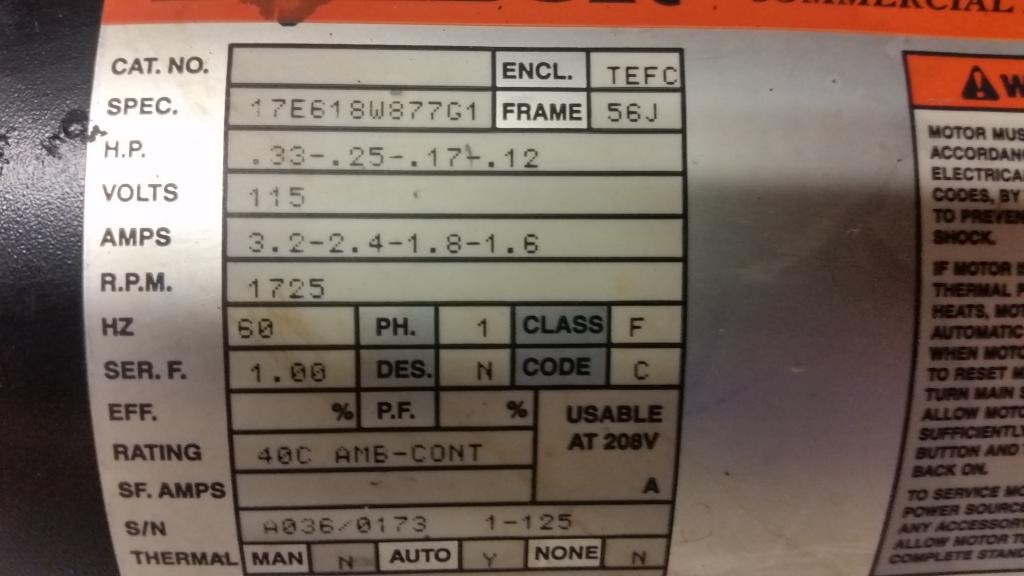 COMMERCIAL
CAT. NO. ENCL. TEFC
SPEC. 17E618W877G1 FRAME 56J
H.P. .33-.25-.17-.12
VOLTS 115
AMPS 3.2-2.4-1.8-1.6
R.P.M. 1725
HZ 60 PH. 1 CLASS F
SER. F. 1.00 DES. N CODE C
EFF. % P.F. % USABLE
AT 208V
RATING 40C AMB-CONT
SF. AMPS A
S/N A036/0173 1-125
THERMAL MAN N AUTO Y NONE N
W
MOTOR MUS
ACCORDAN
ELECTRICA
CODES, BY
TO PREVEN
SHOCK.
IF MOTOR I
THERMAL P
HEATS, MOT
AUTOMATIC
WHEN MOTO
TO RESET M
TURN MAIN S
ALLOW MOTO
SUFFICIENTLY
BUTTON AND
BACK ON.
TO SERVICE MO
POWER SOURCE
ANY ACCESSORY
ALLOW MOTOR TO
COMPLETE STAND